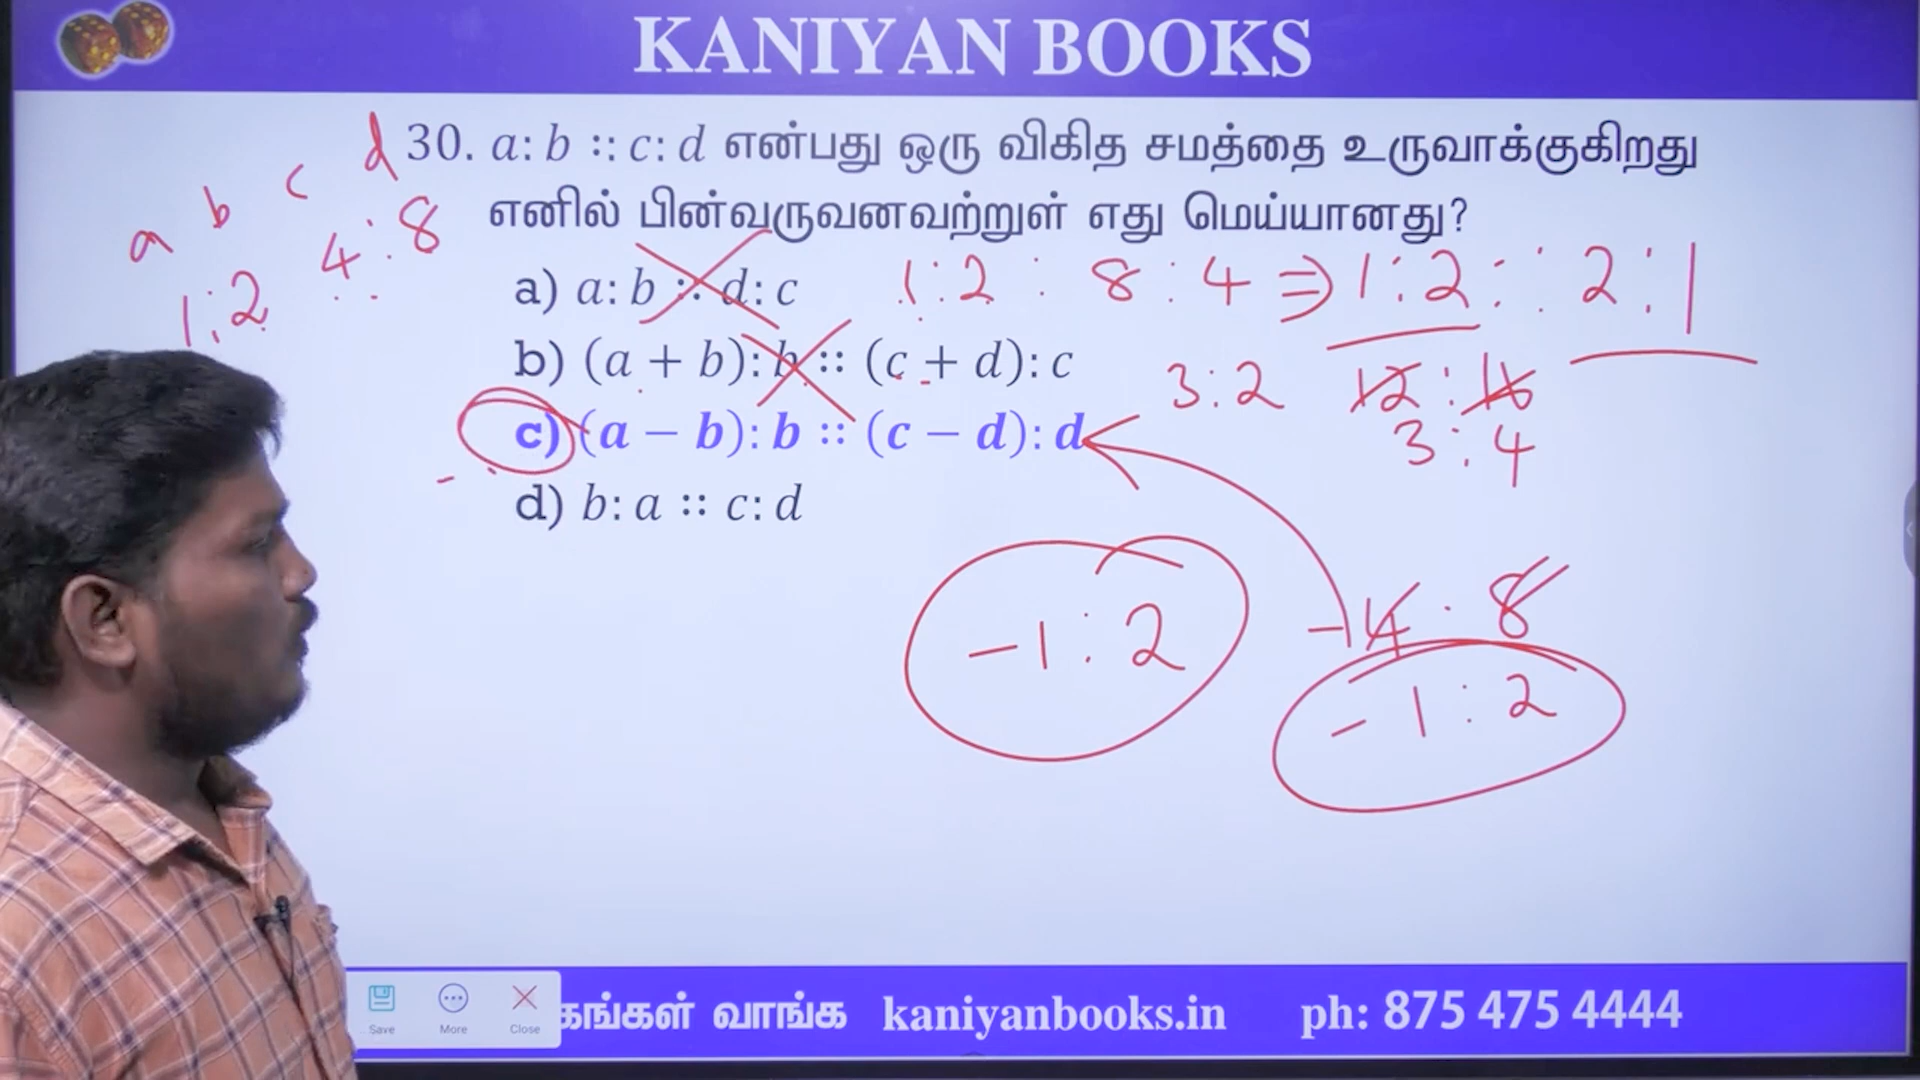 KANIYAN BOOKS
30. a: b :: c: d என்பது ஒரு விகித சமத்தை உருவாக்குகிறது
எனில் பின்வருவனவற்றுள் எது மெய்யானது?
a b c d
1:2 4:8
a) a: b :: d: c
1:2 : 8:4 ⇒ 1:2 :: 2:1
b) (a + b): b :: (c + d): c
3:2 12:16
3:4
c) (a − b): b :: (c − d): d
d) b: a :: c: d
-1:2
-4:8
-1:2
Save More Close
கங்கள் வாங்க kaniyanbooks.in ph: 875 475 4444